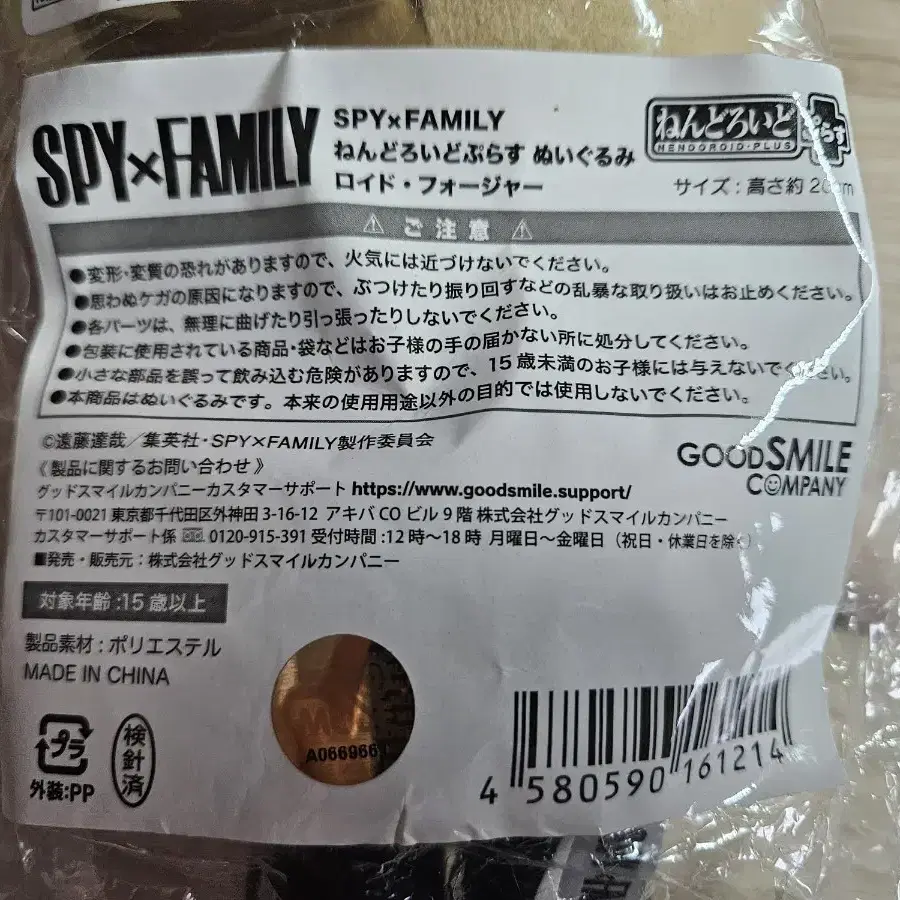 SPY×FAMILY
SPY×FAMILY
ねんどろいどぷらす ぬいぐるみ
ロイド・フォージャー
ねんどろいど
NENDOROID・PLUS
ぷらす
サイズ:高さ約 20cm
ご注意
●変形・変質の恐れがありますので、火気には近づけないでください。
●思わぬケガの原因になりますので、ぶつけたり振り回すなどの乱暴な取り扱いはお止めください。
●各パーツは、無理に曲げたり引っ張ったりしないでください。
●包装に使用されている商品・袋などはお子様の手の届かない所に処分してください。
●小さな部品を誤って飲み込む危険がありますので、15歳未満のお子様には与えないでください。
●本商品はぬいぐるみです。本来の使用用途以外の目的では使用しないでください。
©遠藤達哉/集英社・SPY×FAMILY製作委員会
《製品に関するお問い合わせ》
グッドスマイルカンパニーカスタマーサポート https://www.goodsmile.support/
〒101-0021 東京都千代田区外神田 3-16-12 アキバ CO ビル 9 階 株式会社グッドスマイルカンパニー
カスタマーサポート係 0120-915-391 受付時間:12時~18時 月曜日~金曜日(祝日・休業日を除く)
■発売・販売元:株式会社グッドスマイルカンパニー
GOODSMILE
COMPANY
対象年齢:15歳以上
製品素材:ポリエステル
MADE IN CHINA
プラ
外装:PP
検針済
A066966
4 580590 161214